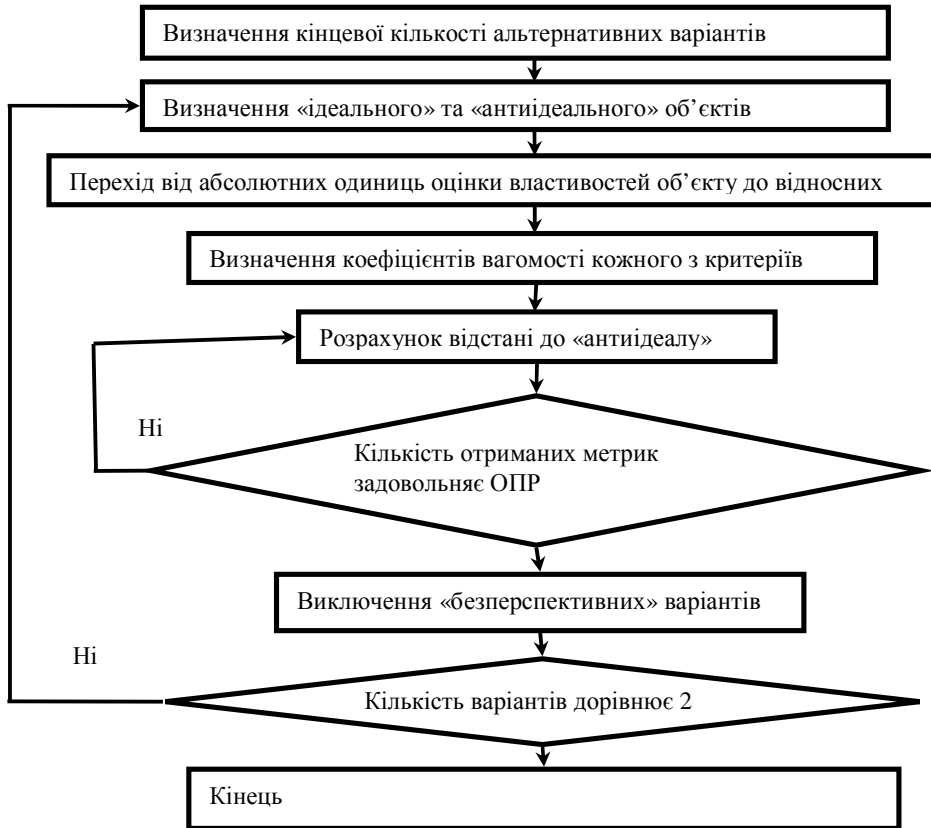 Визначення кінцевої кількості альтернативних варіантів
Визначення «ідеального» та «антиідеального» об’єктів
Перехід від абсолютних одиниць оцінки властивостей об’єкту до відносних
Визначення коефіцієнтів вагомості кожного з критеріїв
Розрахунок відстані до «антиідеалу»
Ні
Кількість отриманих метрик
задовольняє ОПР
Виключення «безперспективних» варіантів
Ні
Кількість варіантів дорівнює 2
Кінець